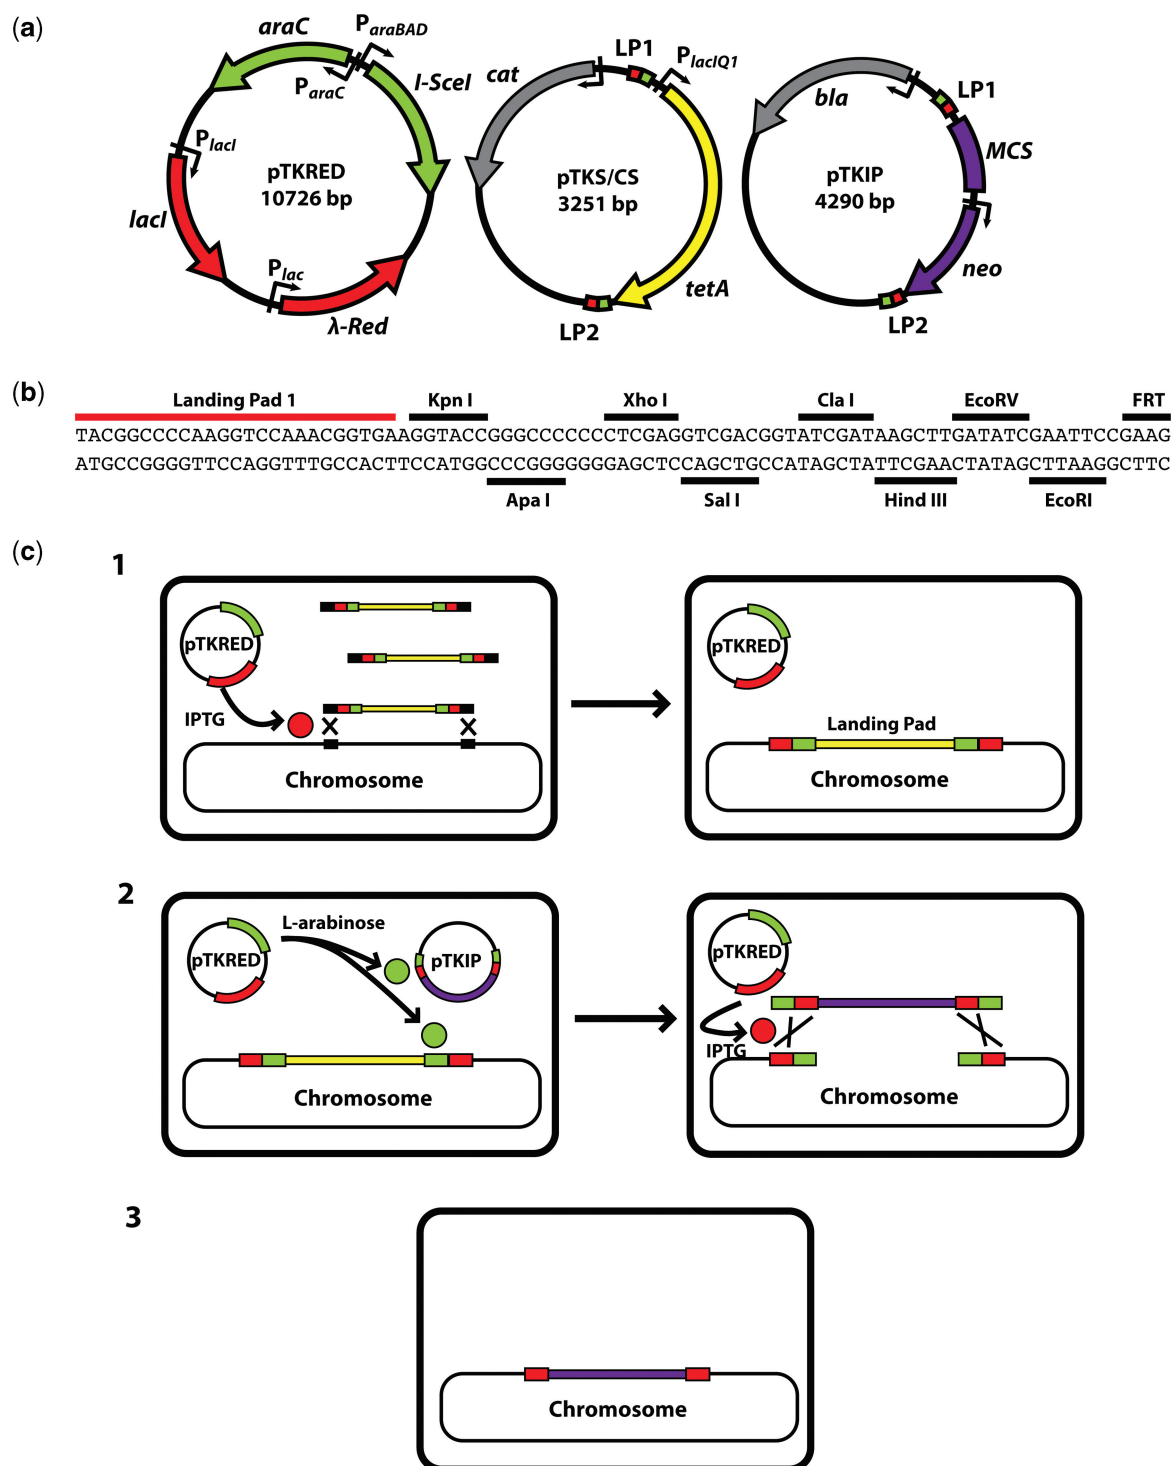 (a)
araC
ParaBAD
ParaC
I-SceI
PlacI
pTKRED
10726 bp
lacI
Plac
λ-Red
cat
LP1
PlacIQ1
pTKS/CS
3251 bp
tetA
LP2
bla
LP1
MCS
pTKIP
4290 bp
neo
LP2
(b)
Landing Pad 1 Kpn I Xho I Cla I EcoRV FRT
TACGGCCCCAAGGTCCAAACGGTGAAGGTACCGGGCCCCCCCTCGAGGTCGACGGTATCGATAAGCTTGATATCGAATTCCGAAG
ATGCCGGGGTTCCAGGTTTGCCACTTCCATGGCCCGGGGGGGAGCTCCAGCTGCCATAGCTATTCGAACTATAGCTTAAGGCTTC
Apa I Sal I Hind III EcoRI
(c)
1
pTKRED
IPTG
Chromosome
pTKRED
Landing Pad
Chromosome
2
L-arabinose
pTKRED
pTKIP
Chromosome
pTKRED
IPTG
Chromosome
3
Chromosome